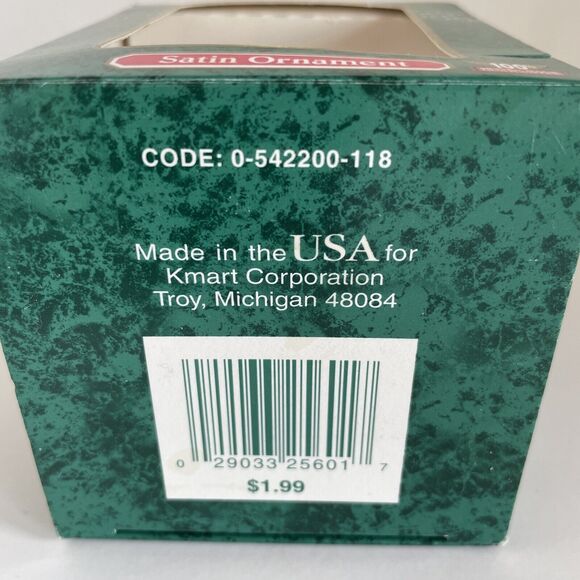 Satin Ornament
100%
CODE: 0-542200-118
Made in the USA for
Kmart Corporation
Troy, Michigan 48084
0 29033 25601 7
$1.99